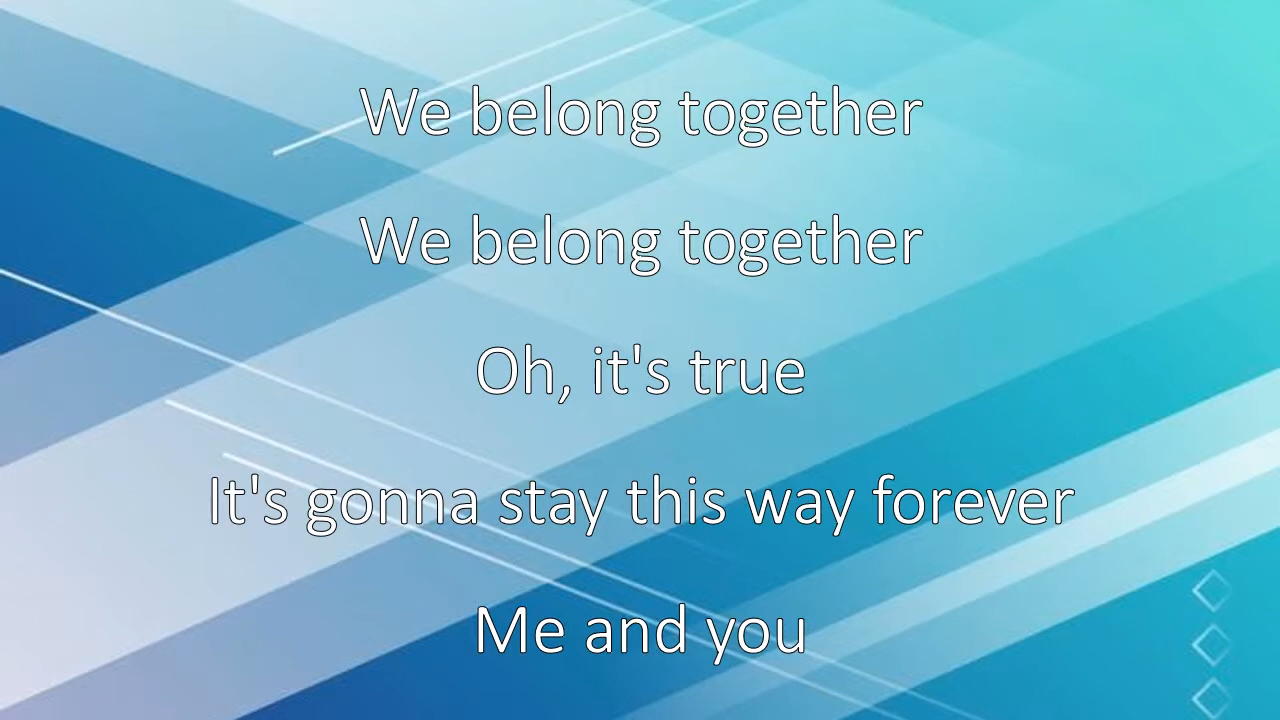 We belong together
We belong together
Oh, it's true
It's gonna stay this way forever
Me and you